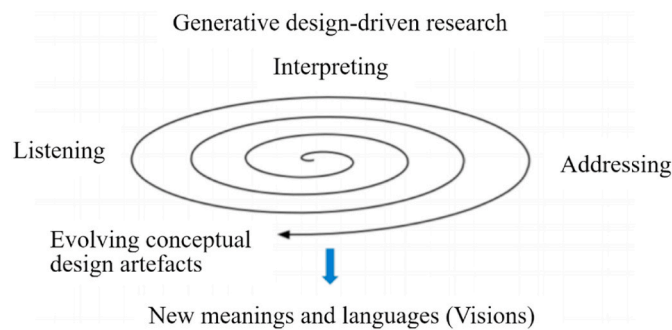 Generative design-driven research
Interpreting
Listening
Addressing
Evolving conceptual
design artefacts
New meanings and languages (Visions)